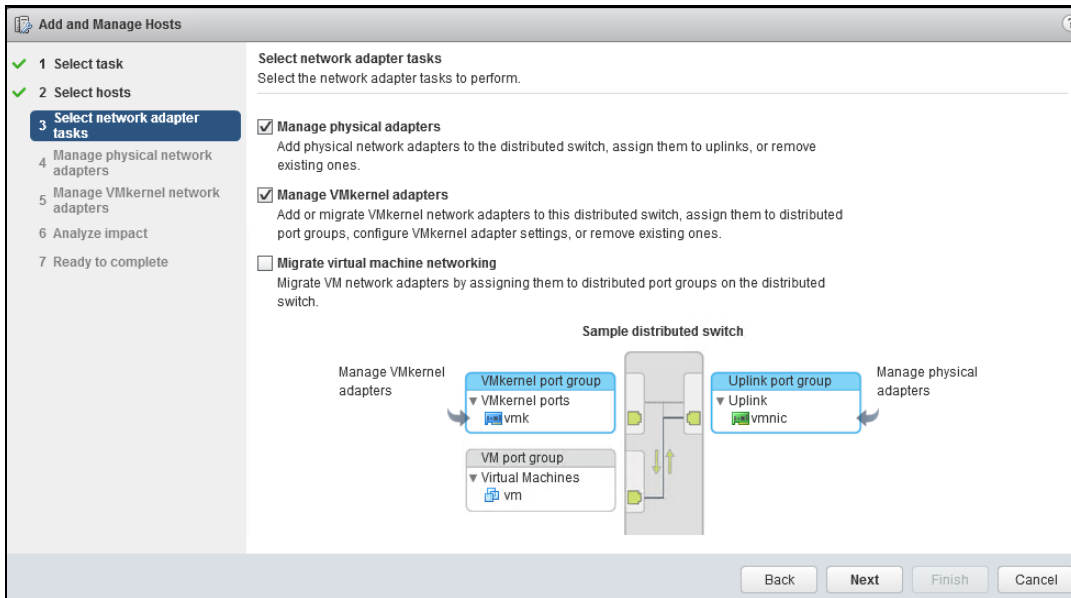 Add and Manage Hosts
?
1 Select task
2 Select hosts
3 Select network adapter
tasks
4 Manage physical network
adapters
5 Manage VMkernel network
adapters
6 Analyze impact
7 Ready to complete
Select network adapter tasks
Select the network adapter tasks to perform.
Manage physical adapters
Add physical network adapters to the distributed switch, assign them to uplinks, or remove
existing ones.
Manage VMkernel adapters
Add or migrate VMkernel network adapters to this distributed switch, assign them to distributed
port groups, configure VMkernel adapter settings, or remove existing ones.
Migrate virtual machine networking
Migrate VM network adapters by assigning them to distributed port groups on the distributed
switch.
Sample distributed switch
Manage VMkernel
adapters
VMkernel port group
VMkernel ports
vmk
VM port group
Virtual Machines
vm
Uplink port group
Uplink
vmnic
Manage physical
adapters
Back
Next
Finish
Cancel